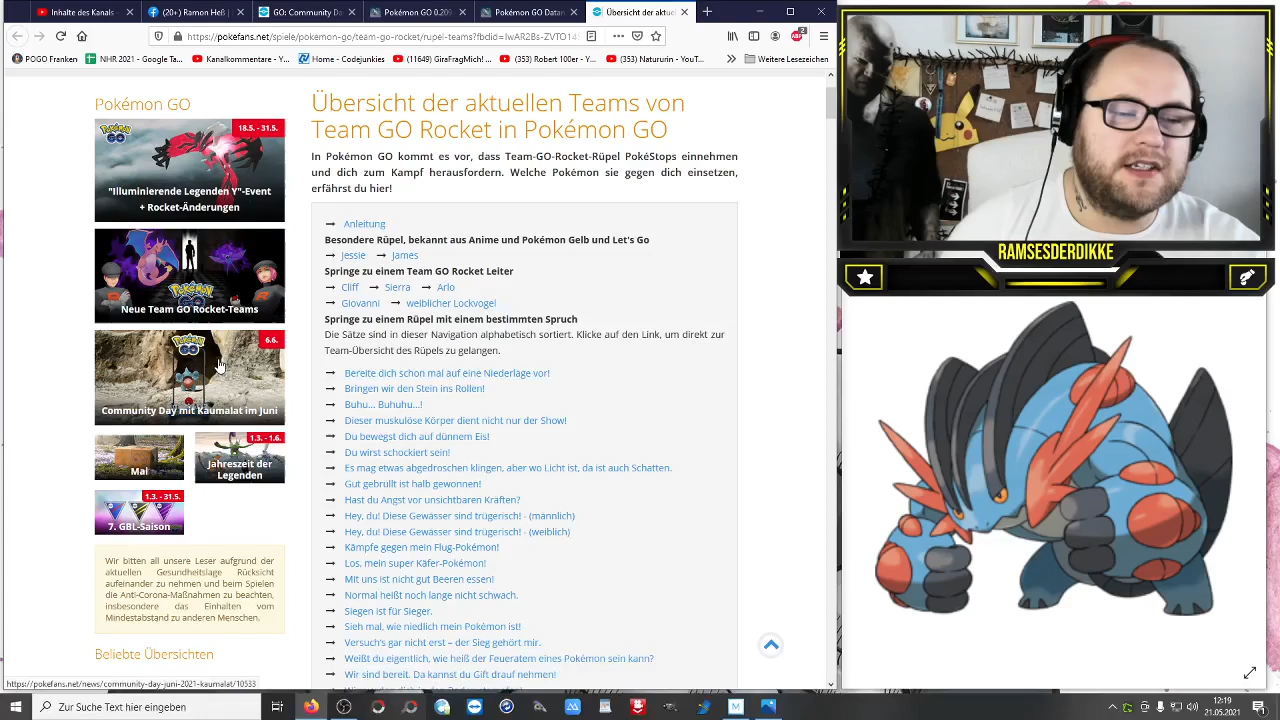 Inhalte des Kanals
(20+) Ramon Heß |
GO: Community Da
Pokémon GO 0.209
Pokémon GO Datam
Übersicht der aktuel
https://pokefans.net
POGO Franken
NHR 2021 - Google Ta...
Kanalkommentare - Y...
Home - Codejunkies
(11649) GiraFragMich! ...
(353) Robert 100er - Y...
(353) Natururin - YouT...
Weitere Lesezeichen
Pokémon GO
18.5. - 31.5.
"Illuminierende Legenden Y"-Event
+ Rocket-Änderungen
Neue Team GO Rocket-Teams
6.6.
Community Day mit Kaumalat im Juni
Mai
1.3. - 1.6.
Jahreszeit der
Legenden
1.3. - 31.5.
7. GBL-Saison
Wir bitten all unsere Leser aufgrund der
aktuellen Gesundheitslage Rücksicht
aufeinander zu nehmen und beim Spielen
die Anti-Corona-Maßnahmen zu beachten,
insbesondere das Einhalten vom
Mindestabstand zu anderen Menschen.
Beliebte Übersichten
Übersicht der aktuellen Teams von
Team GO Rocket in Pokémon GO
In Pokémon GO kommt es vor, dass Team-GO-Rocket-Rüpel PokéStops einnehmen
und dich zum Kampf herausfordern. Welche Pokémon sie gegen dich einsetzen,
erfährst du hier!
Anleitung
Besondere Rüpel, bekannt aus Anime und Pokémon Gelb und Let's Go
Jessie James
Springe zu einem Team GO Rocket Leiter
Cliff Sierra Arlo
Giovanni weiblicher Lockvogel
Springe zu einem Rüpel mit einem bestimmten Spruch
Die Sätze sind in dieser Navigation alphabetisch sortiert. Klicke auf den Link, um direkt zur
Team-Übersicht des Rüpels zu gelangen.
Bereite dich schon mal auf eine Niederlage vor!
Bringen wir den Stein ins Rollen!
Buhu... Buhuhu...!
Dieser muskulöse Körper dient nicht nur der Show!
Du bewegst dich auf dünnem Eis!
Du wirst schockiert sein!
Es mag etwas abgedroschen klingen, aber wo Licht ist, da ist auch Schatten.
Gut gebrüllt ist halb gewonnen!
Hast du Angst vor unsichtbaren Kräften?
Hey, du! Diese Gewässer sind trügerisch! - (männlich)
Hey, du! Diese Gewässer sind trügerisch! - (weiblich)
Kämpfe gegen mein Flug-Pokémon!
Los, mein super Käfer-Pokémon!
Mit uns ist nicht gut Beeren essen!
Normal heißt noch lange nicht schwach.
Siegen ist für Sieger.
Sieh mal, wie niedlich mein Pokémon ist!
Versuch's gar nicht erst – der Sieg gehört mir.
Weißt du eigentlich, wie heiß der Feueratem eines Pokémon sein kann?
Wir sind bereit. Da kannst du Gift drauf nehmen!
https://pokefans.net/news/community-day-juni-2021-kaumalat/10533
RAMSESDERDIKKE
Zur Suche Text hier eingeben
12:19
21.05.2021